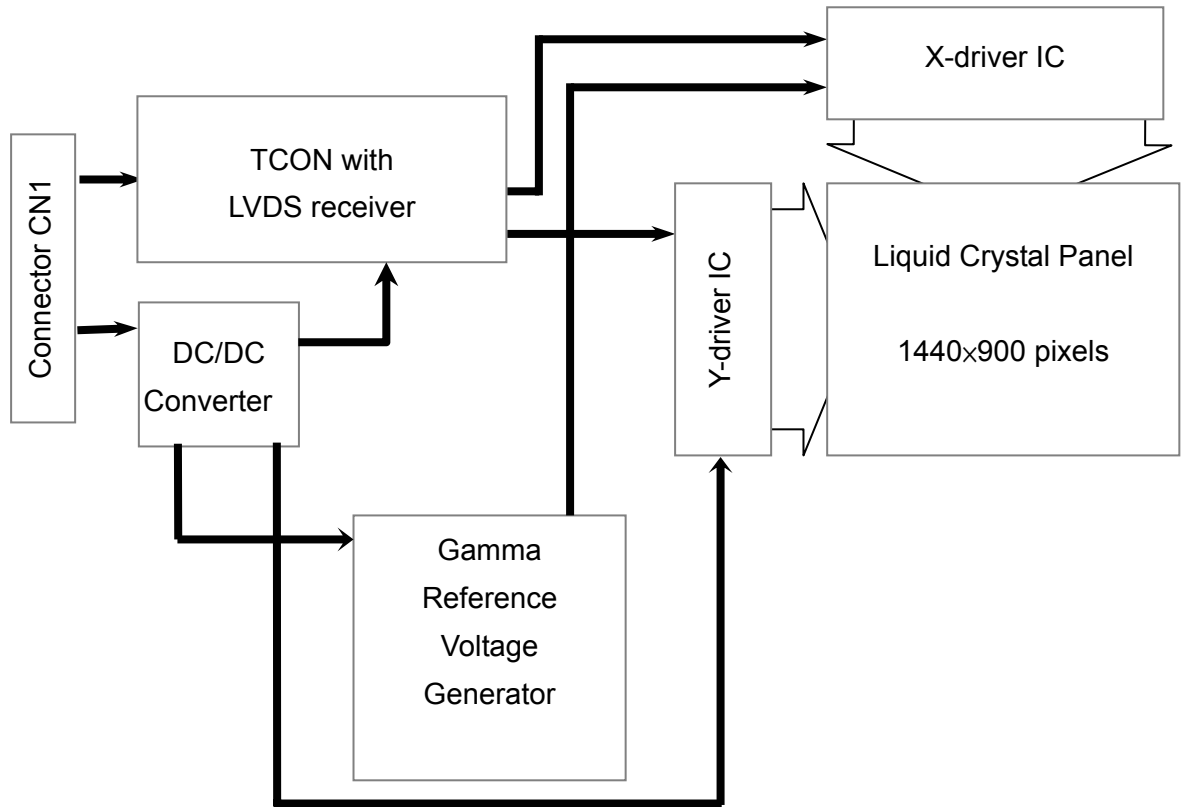 X-driver IC
TCON with
LVDS receiver
Connector CN1
Y-driver IC
Liquid Crystal Panel
1440×900 pixels
DC/DC
Converter
Gamma
Reference
Voltage
Generator